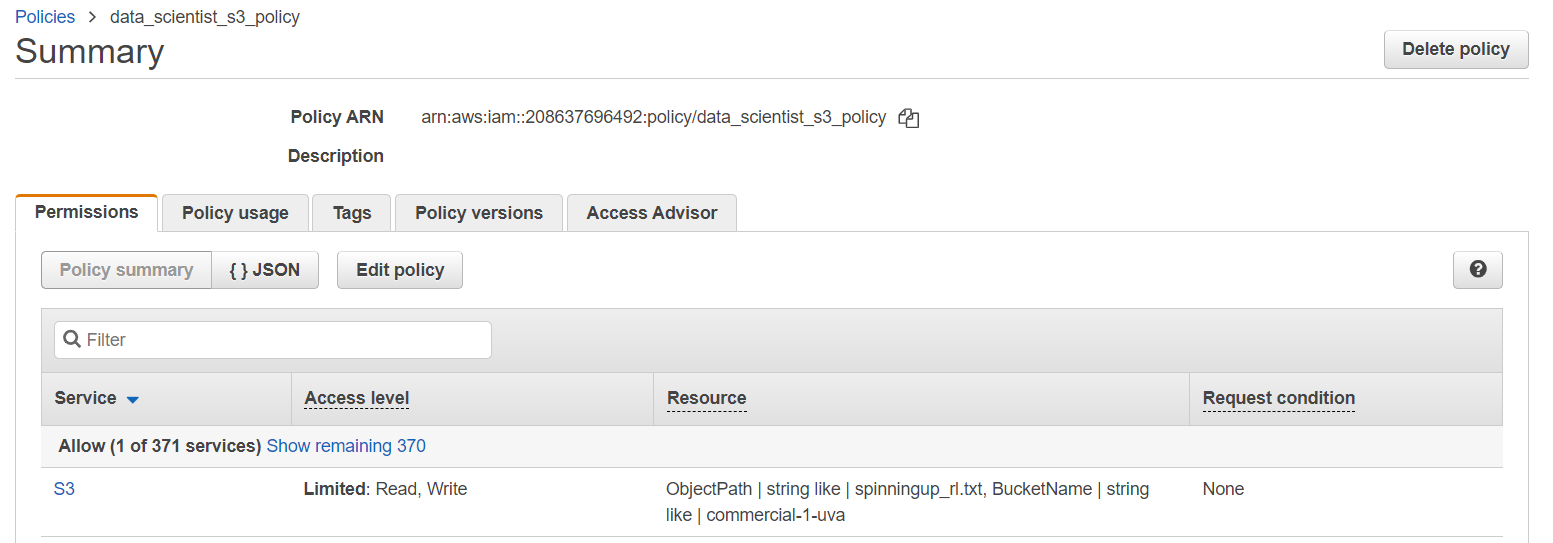 Policies > data_scientist_s3_policy
Summary
Delete policy
Policy ARN arn:aws:iam::208637696492:policy/data_scientist_s3_policy
Description
Permissions Policy usage Tags Policy versions Access Advisor
Policy summary { } JSON Edit policy ?
Filter
Service Access level Resource Request condition
Allow (1 of 371 services) Show remaining 370
S3 Limited: Read, Write ObjectPath | string like | spinningup_rl.txt, BucketName | string None
like | commercial-1-uva